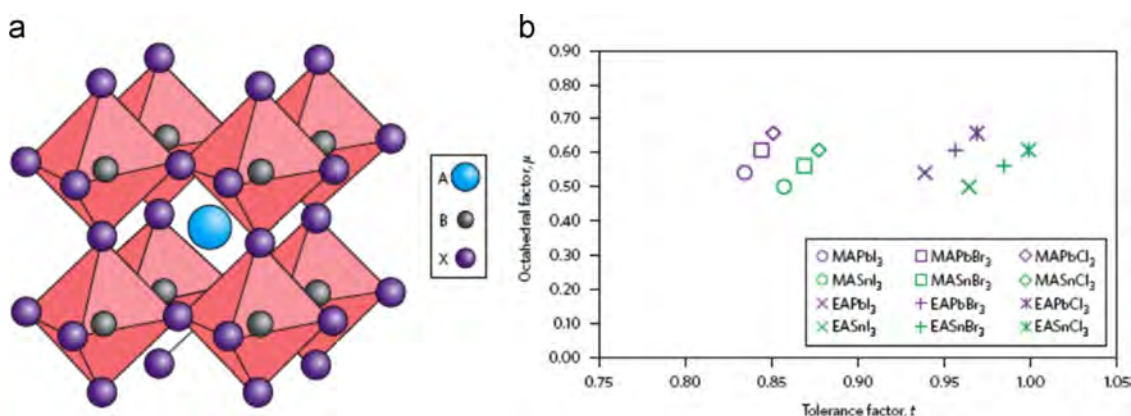 a
b
A
B
X
0.90
0.80
0.70
0.60
0.50
0.40
0.30
0.20
0.10
0.00
Octahedral factor, μ
MAPbI3 MAPbBr3 MAPbCl3
MASnI3 MASnBr3 MASnCl3
EAPbI3 EAPbBr3 EAPbCl3
EASnI3 EASnBr3 EASnCl3
0.75 0.80 0.85 0.90 0.95 1.00 1.05
Tolerance factor, t